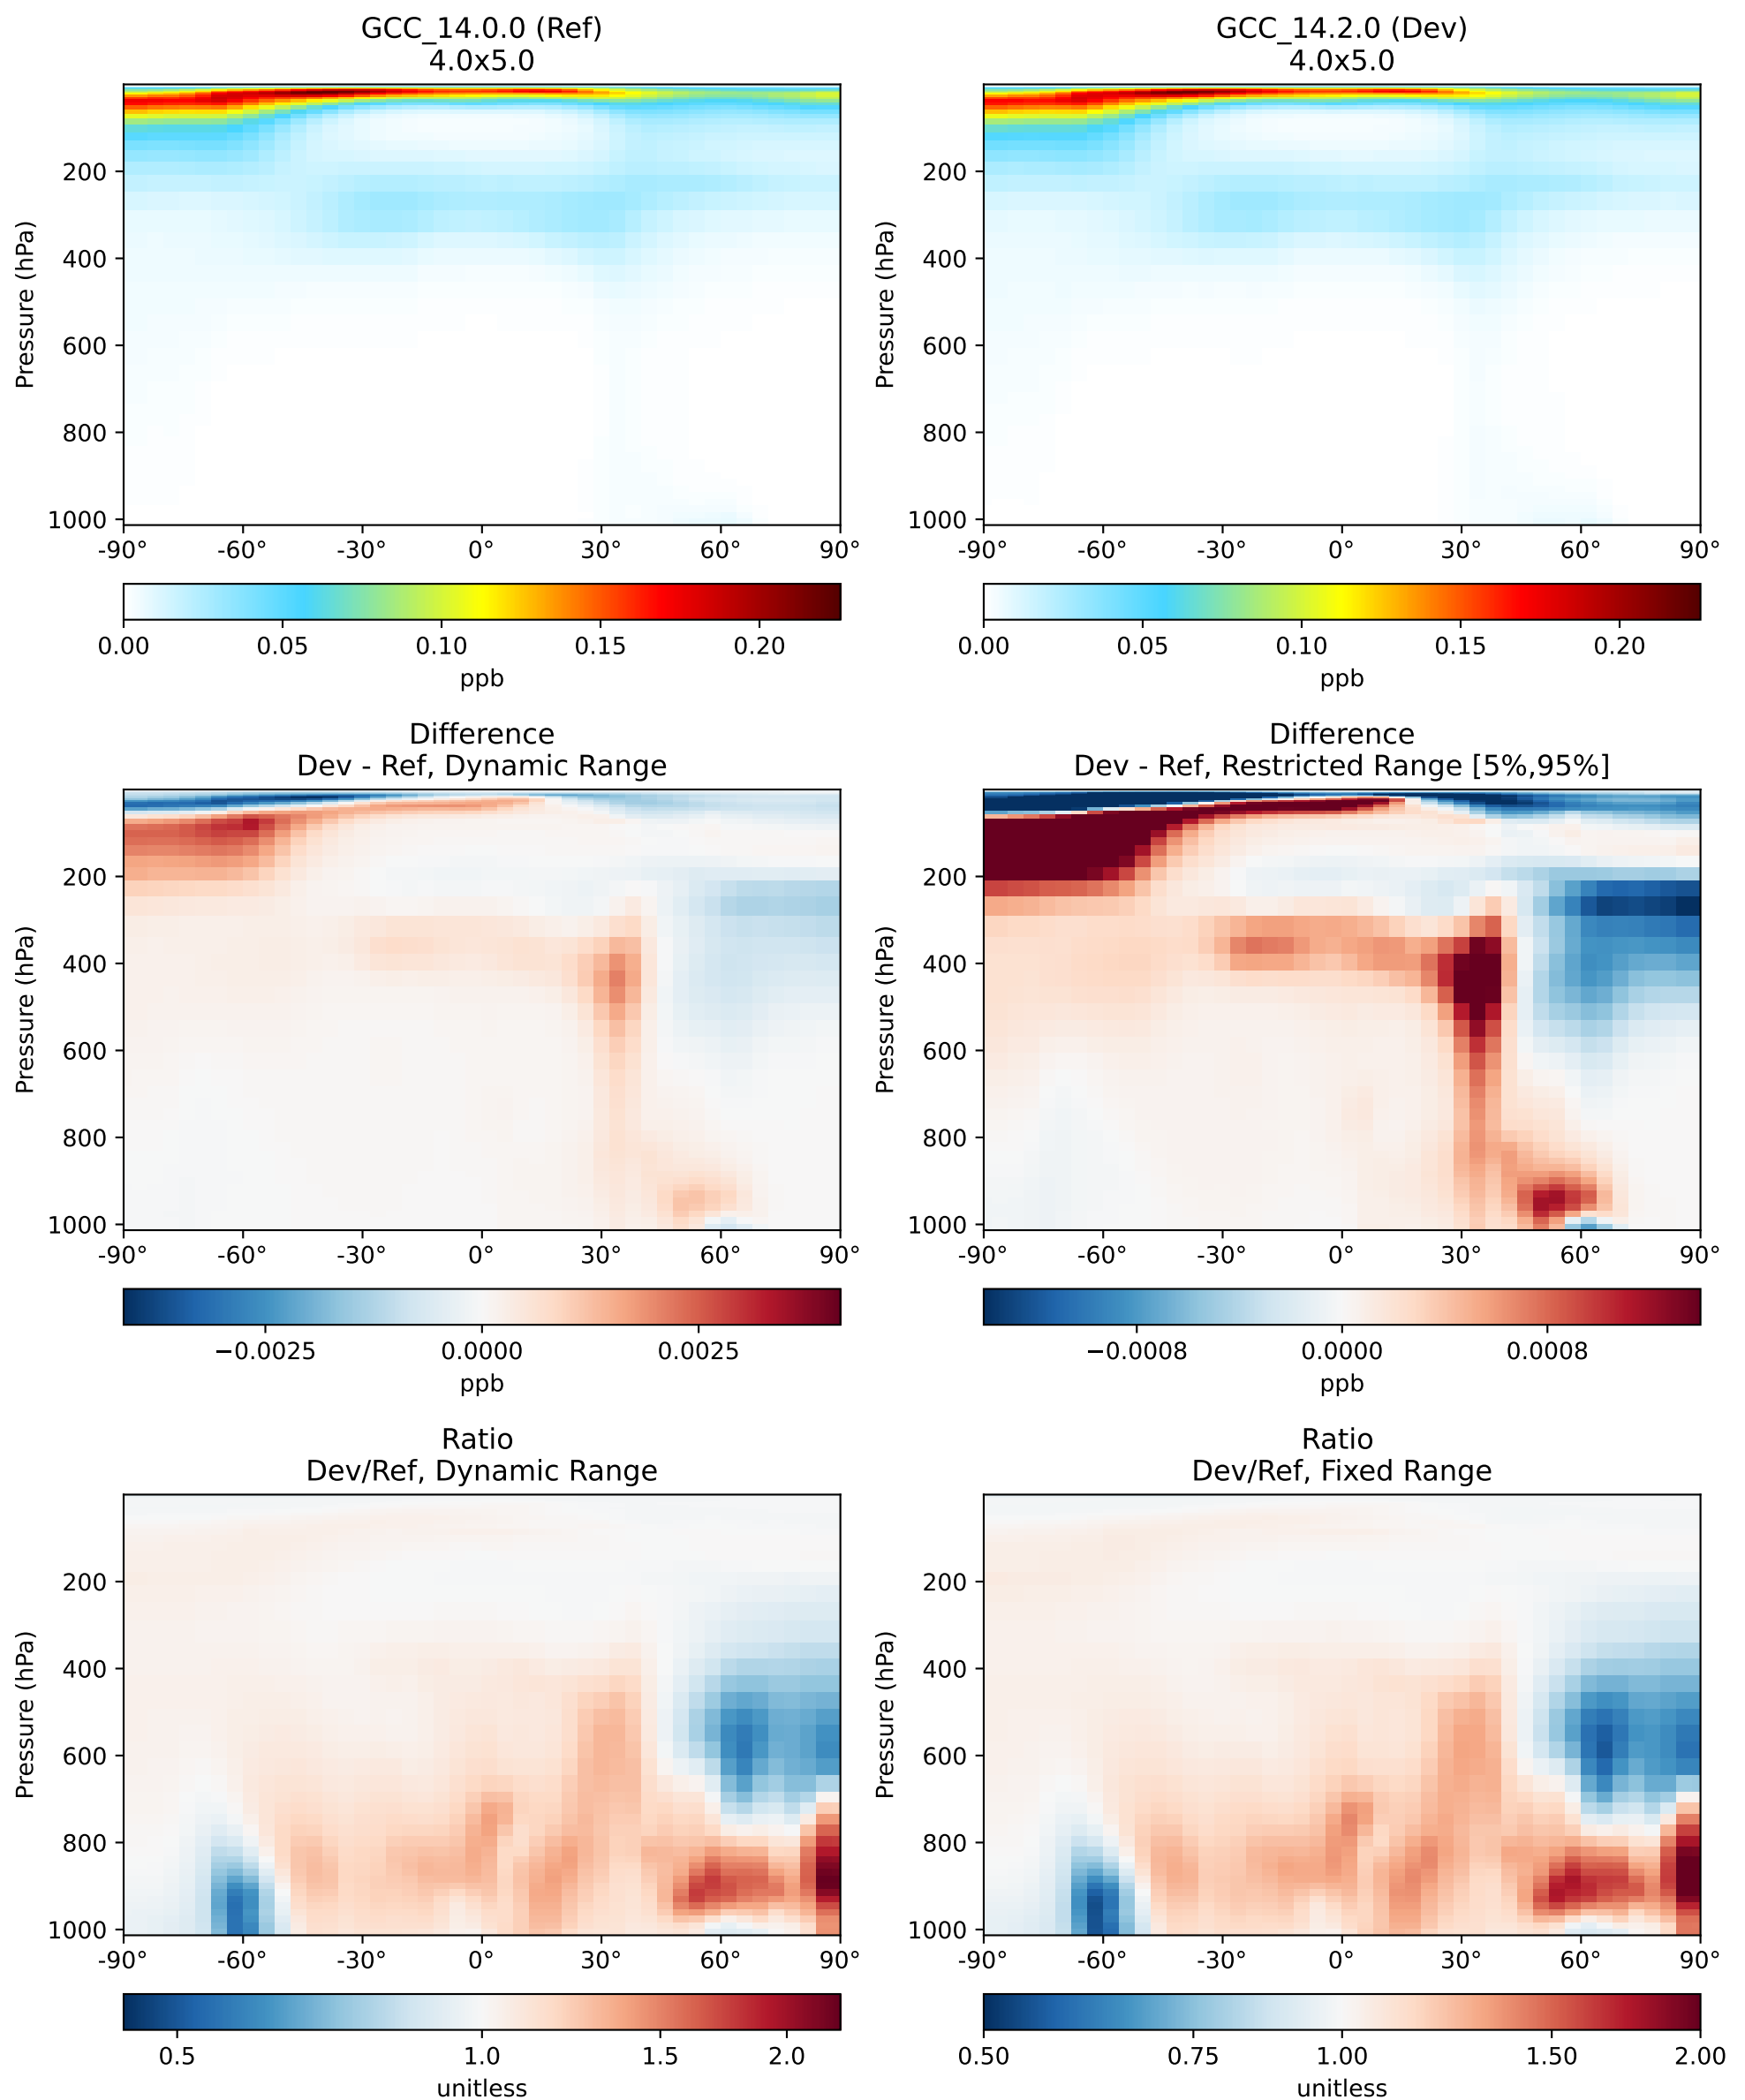 GCC_14.0.0 (Ref)
4.0x5.0
Pressure (hPa)
200
400
600
800
1000
-90° -60° -30° 0° 30° 60° 90°
0.00 0.05 0.10 0.15 0.20
ppb
GCC_14.2.0 (Dev)
4.0x5.0
Pressure (hPa)
200
400
600
800
1000
-90° -60° -30° 0° 30° 60° 90°
0.00 0.05 0.10 0.15 0.20
ppb
Difference
Dev - Ref, Dynamic Range
Pressure (hPa)
200
400
600
800
1000
-90° -60° -30° 0° 30° 60° 90°
−0.0025 0.0000 0.0025
ppb
Difference
Dev - Ref, Restricted Range [5%,95%]
Pressure (hPa)
200
400
600
800
1000
-90° -60° -30° 0° 30° 60° 90°
−0.0008 0.0000 0.0008
ppb
Ratio
Dev/Ref, Dynamic Range
Pressure (hPa)
200
400
600
800
1000
-90° -60° -30° 0° 30° 60° 90°
0.5 1.0 1.5 2.0
unitless
Ratio
Dev/Ref, Fixed Range
Pressure (hPa)
200
400
600
800
1000
-90° -60° -30° 0° 30° 60° 90°
0.50 0.75 1.00 1.50 2.00
unitless